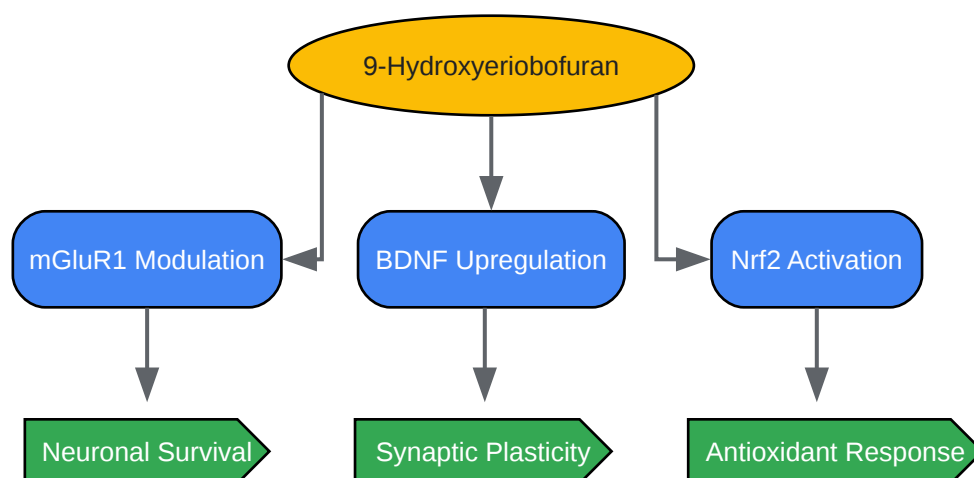 9-Hydroxyeriobofuran
mGluR1 Modulation
BDNF Upregulation
Nrf2 Activation
Neuronal Survival
Synaptic Plasticity
Antioxidant Response